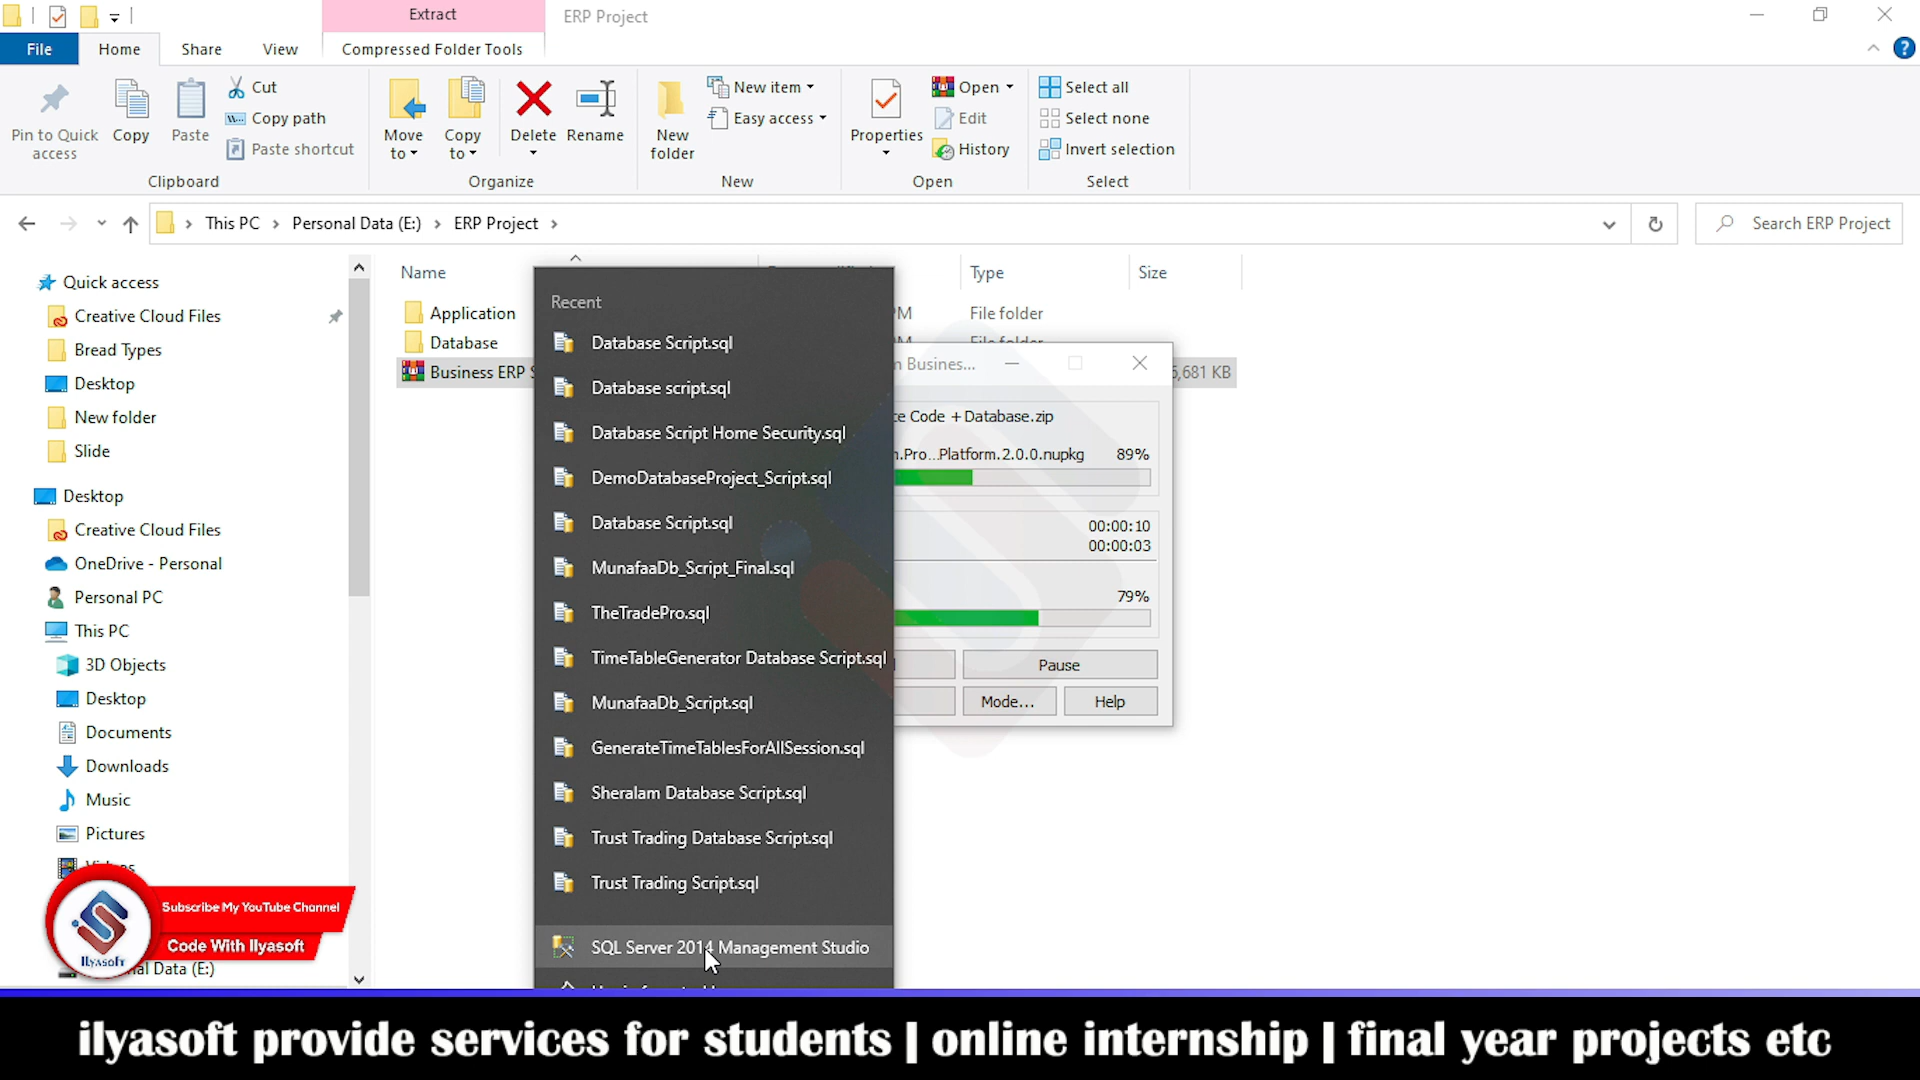 Extract
ERP Project
File
Home
Share
View
Compressed Folder Tools
Pin to Quick access
Copy
Paste
Cut
Copy path
Paste shortcut
Clipboard
Move to
Copy to
Delete
Rename
Organize
New folder
New item
Easy access
New
Properties
Open
Edit
History
Open
Select all
Select none
Invert selection
Select
This PC > Personal Data (E:) > ERP Project >
Search ERP Project
Name
Type
Size
Quick access
Creative Cloud Files
Bread Types
Desktop
New folder
Slide
Desktop
Creative Cloud Files
OneDrive - Personal
Personal PC
This PC
3D Objects
Desktop
Documents
Downloads
Music
Pictures
al Data (E:)
Application
File folder
Database
Business ERP S
5,681 KB
Recent
Database Script.sql
Database script.sql
Database Script Home Security.sql
DemoDatabaseProject_Script.sql
Database Script.sql
MunafaaDb_Script_Final.sql
TheTradePro.sql
TimeTableGenerator Database Script.sql
MunafaaDb_Script.sql
GenerateTimeTablesForAllSession.sql
Sheralam Database Script.sql
Trust Trading Database Script.sql
Trust Trading Script.sql
SQL Server 2014 Management Studio
n Busines...
ce Code + Database.zip
n.Pro...Platform.2.0.0.nupkg 89%
00:00:10
00:00:03
79%
Pause
Mode...
Help
Subscribe My YouTube Channel
Code With Ilyasoft
Ilyasoft
ilyasoft provide services for students | online internship | final year projects etc